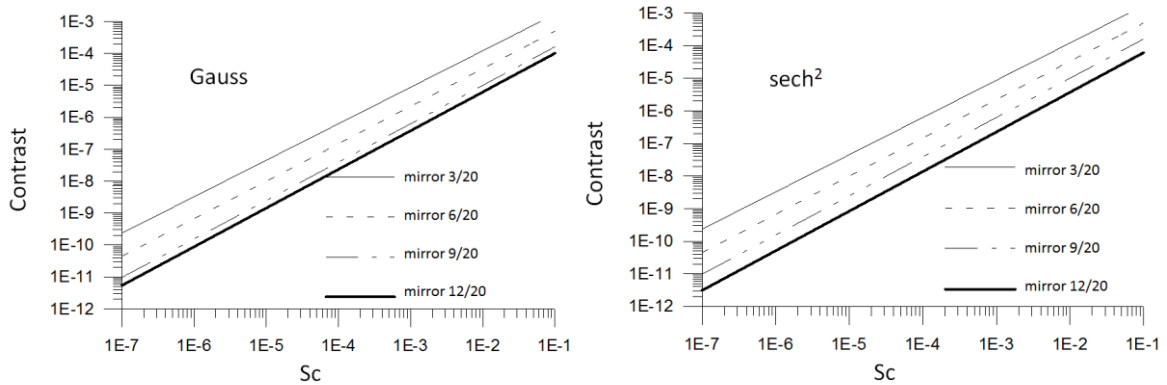 1E-3
1E-4
1E-5
1E-6
1E-7
1E-8
1E-9
1E-10
1E-11
1E-12
Contrast
Gauss
mirror 3/20
mirror 6/20
mirror 9/20
mirror 12/20
1E-7 1E-6 1E-5 1E-4 1E-3 1E-2 1E-1
Sc
1E-3
1E-4
1E-5
1E-6
1E-7
1E-8
1E-9
1E-10
1E-11
1E-12
Contrast
sech²
mirror 3/20
mirror 6/20
mirror 9/20
mirror 12/20
1E-7 1E-6 1E-5 1E-4 1E-3 1E-2 1E-1
Sc